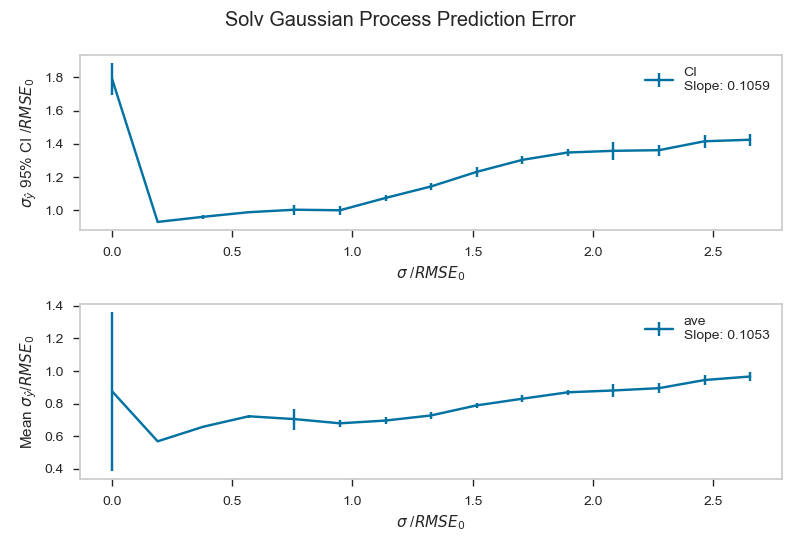 Solv Gaussian Process Prediction Error
1.8
1.6
1.4
1.2
1.0
σŷ 95% CI /RMSE₀
CI
Slope: 0.1059
0.0 0.5 1.0 1.5 2.0 2.5
σ /RMSE₀
1.4
1.2
1.0
0.8
0.6
0.4
Mean σŷ/RMSE₀
ave
Slope: 0.1053
0.0 0.5 1.0 1.5 2.0 2.5
σ /RMSE₀